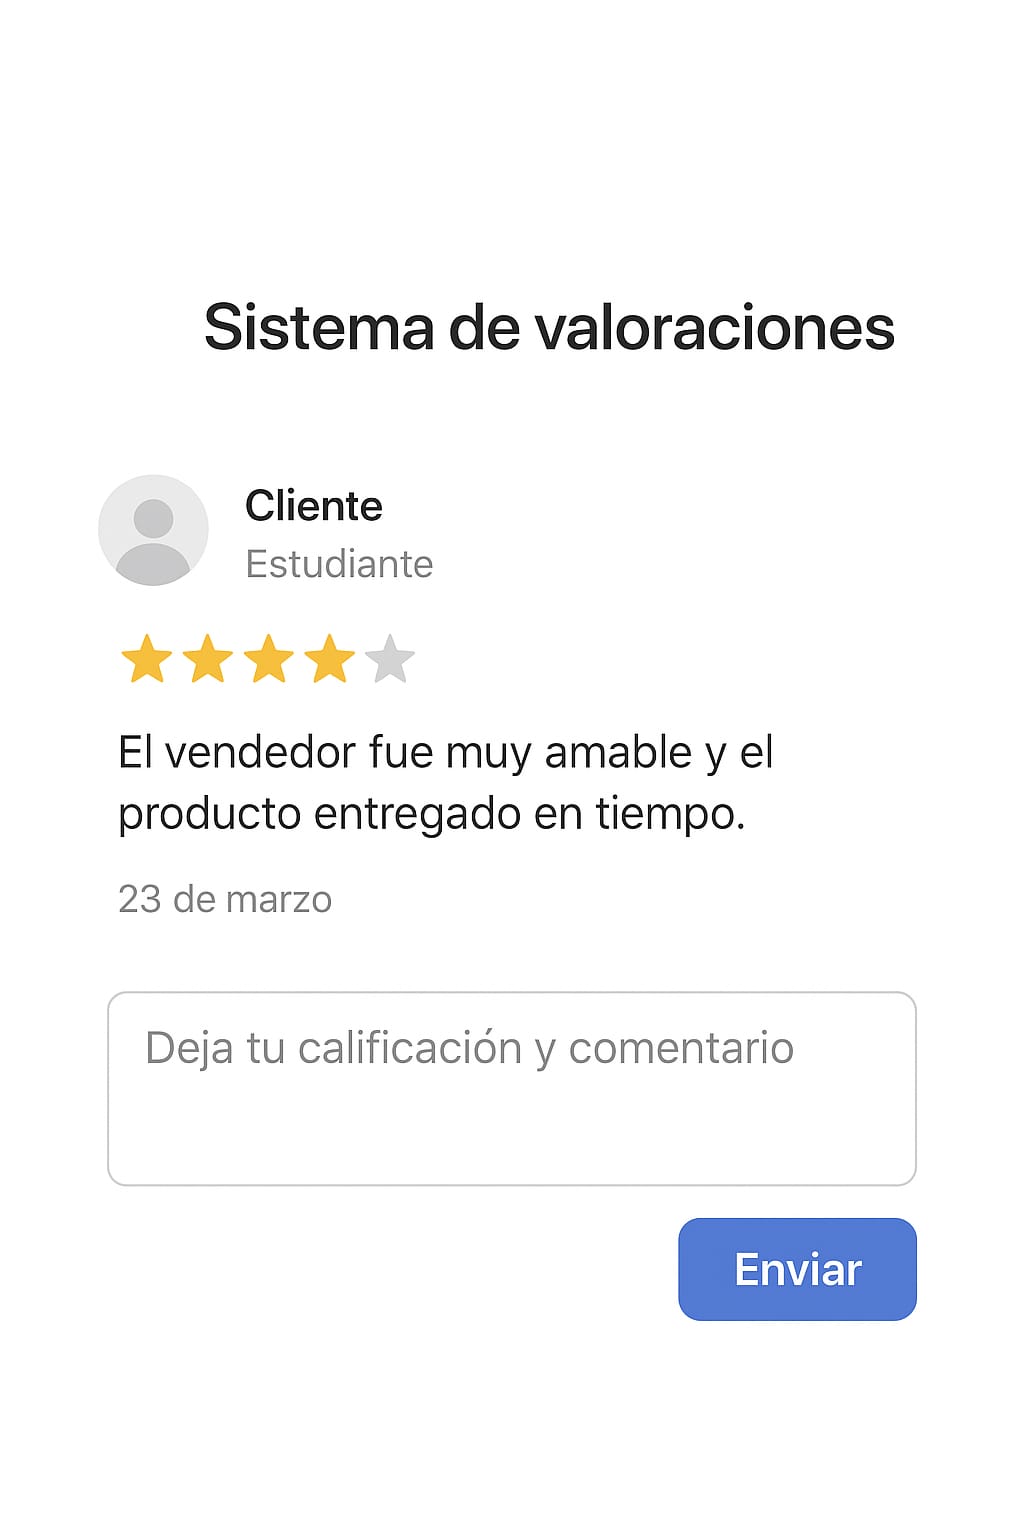 Sistema de valoraciones
Cliente
Estudiante
El vendedor fue muy amable y el
producto entregado en tiempo.
23 de marzo
Deja tu calificación y comentario
Enviar